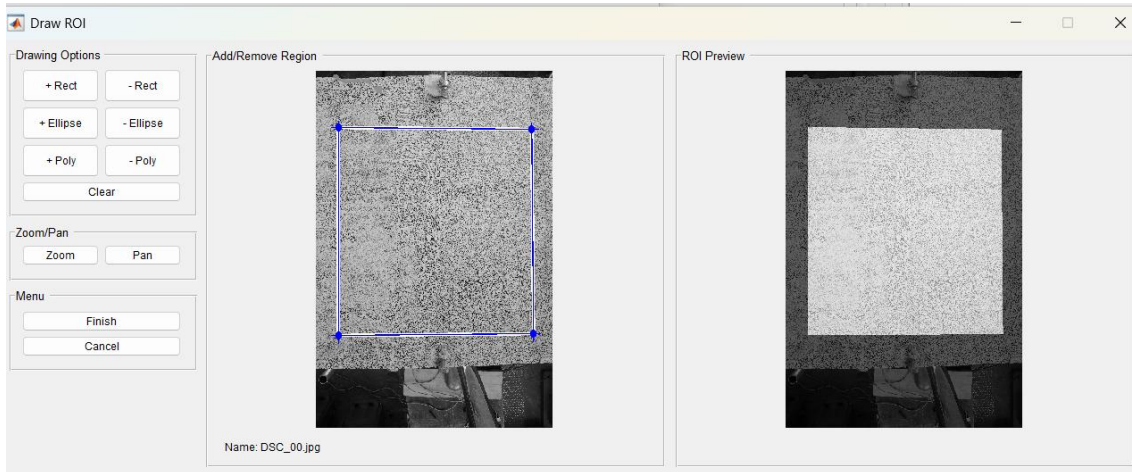 Draw ROI
Drawing Options
+ Rect
- Rect
+ Ellipse
- Ellipse
+ Poly
- Poly
Clear
Zoom/Pan
Zoom
Pan
Menu
Finish
Cancel
Add/Remove Region
Name: DSC_00.jpg
ROI Preview